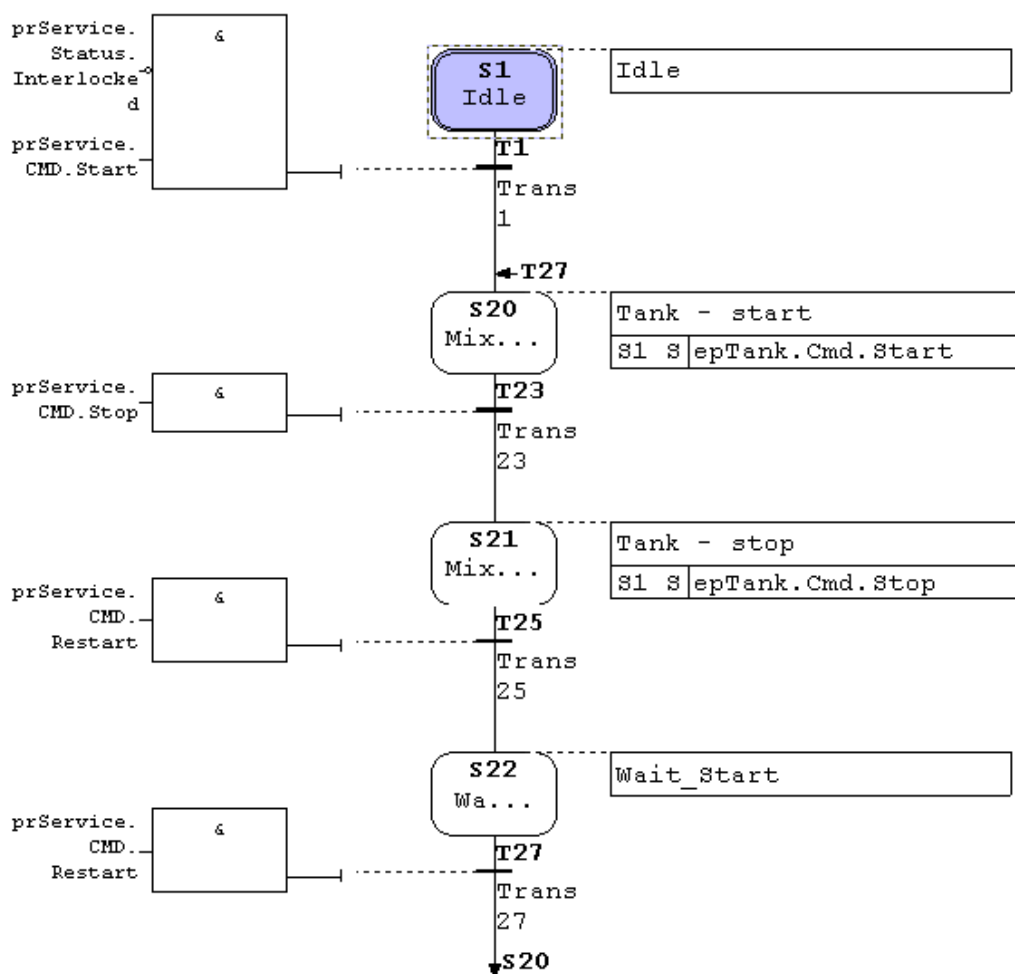 prService.
Status.
Interlocke
d
&
prService.
CMD.Start
S1
Idle
Idle
T1
Trans
1
T27
S20
Mix...
Tank - start
S1 S epTank.Cmd.Start
prService.
CMD.Stop
&
T23
Trans
23
S21
Mix...
Tank - stop
S1 S epTank.Cmd.Stop
prService.
CMD.
Restart
&
T25
Trans
25
S22
Wa...
Wait_Start
prService.
CMD.
Restart
&
T27
Trans
27
S20